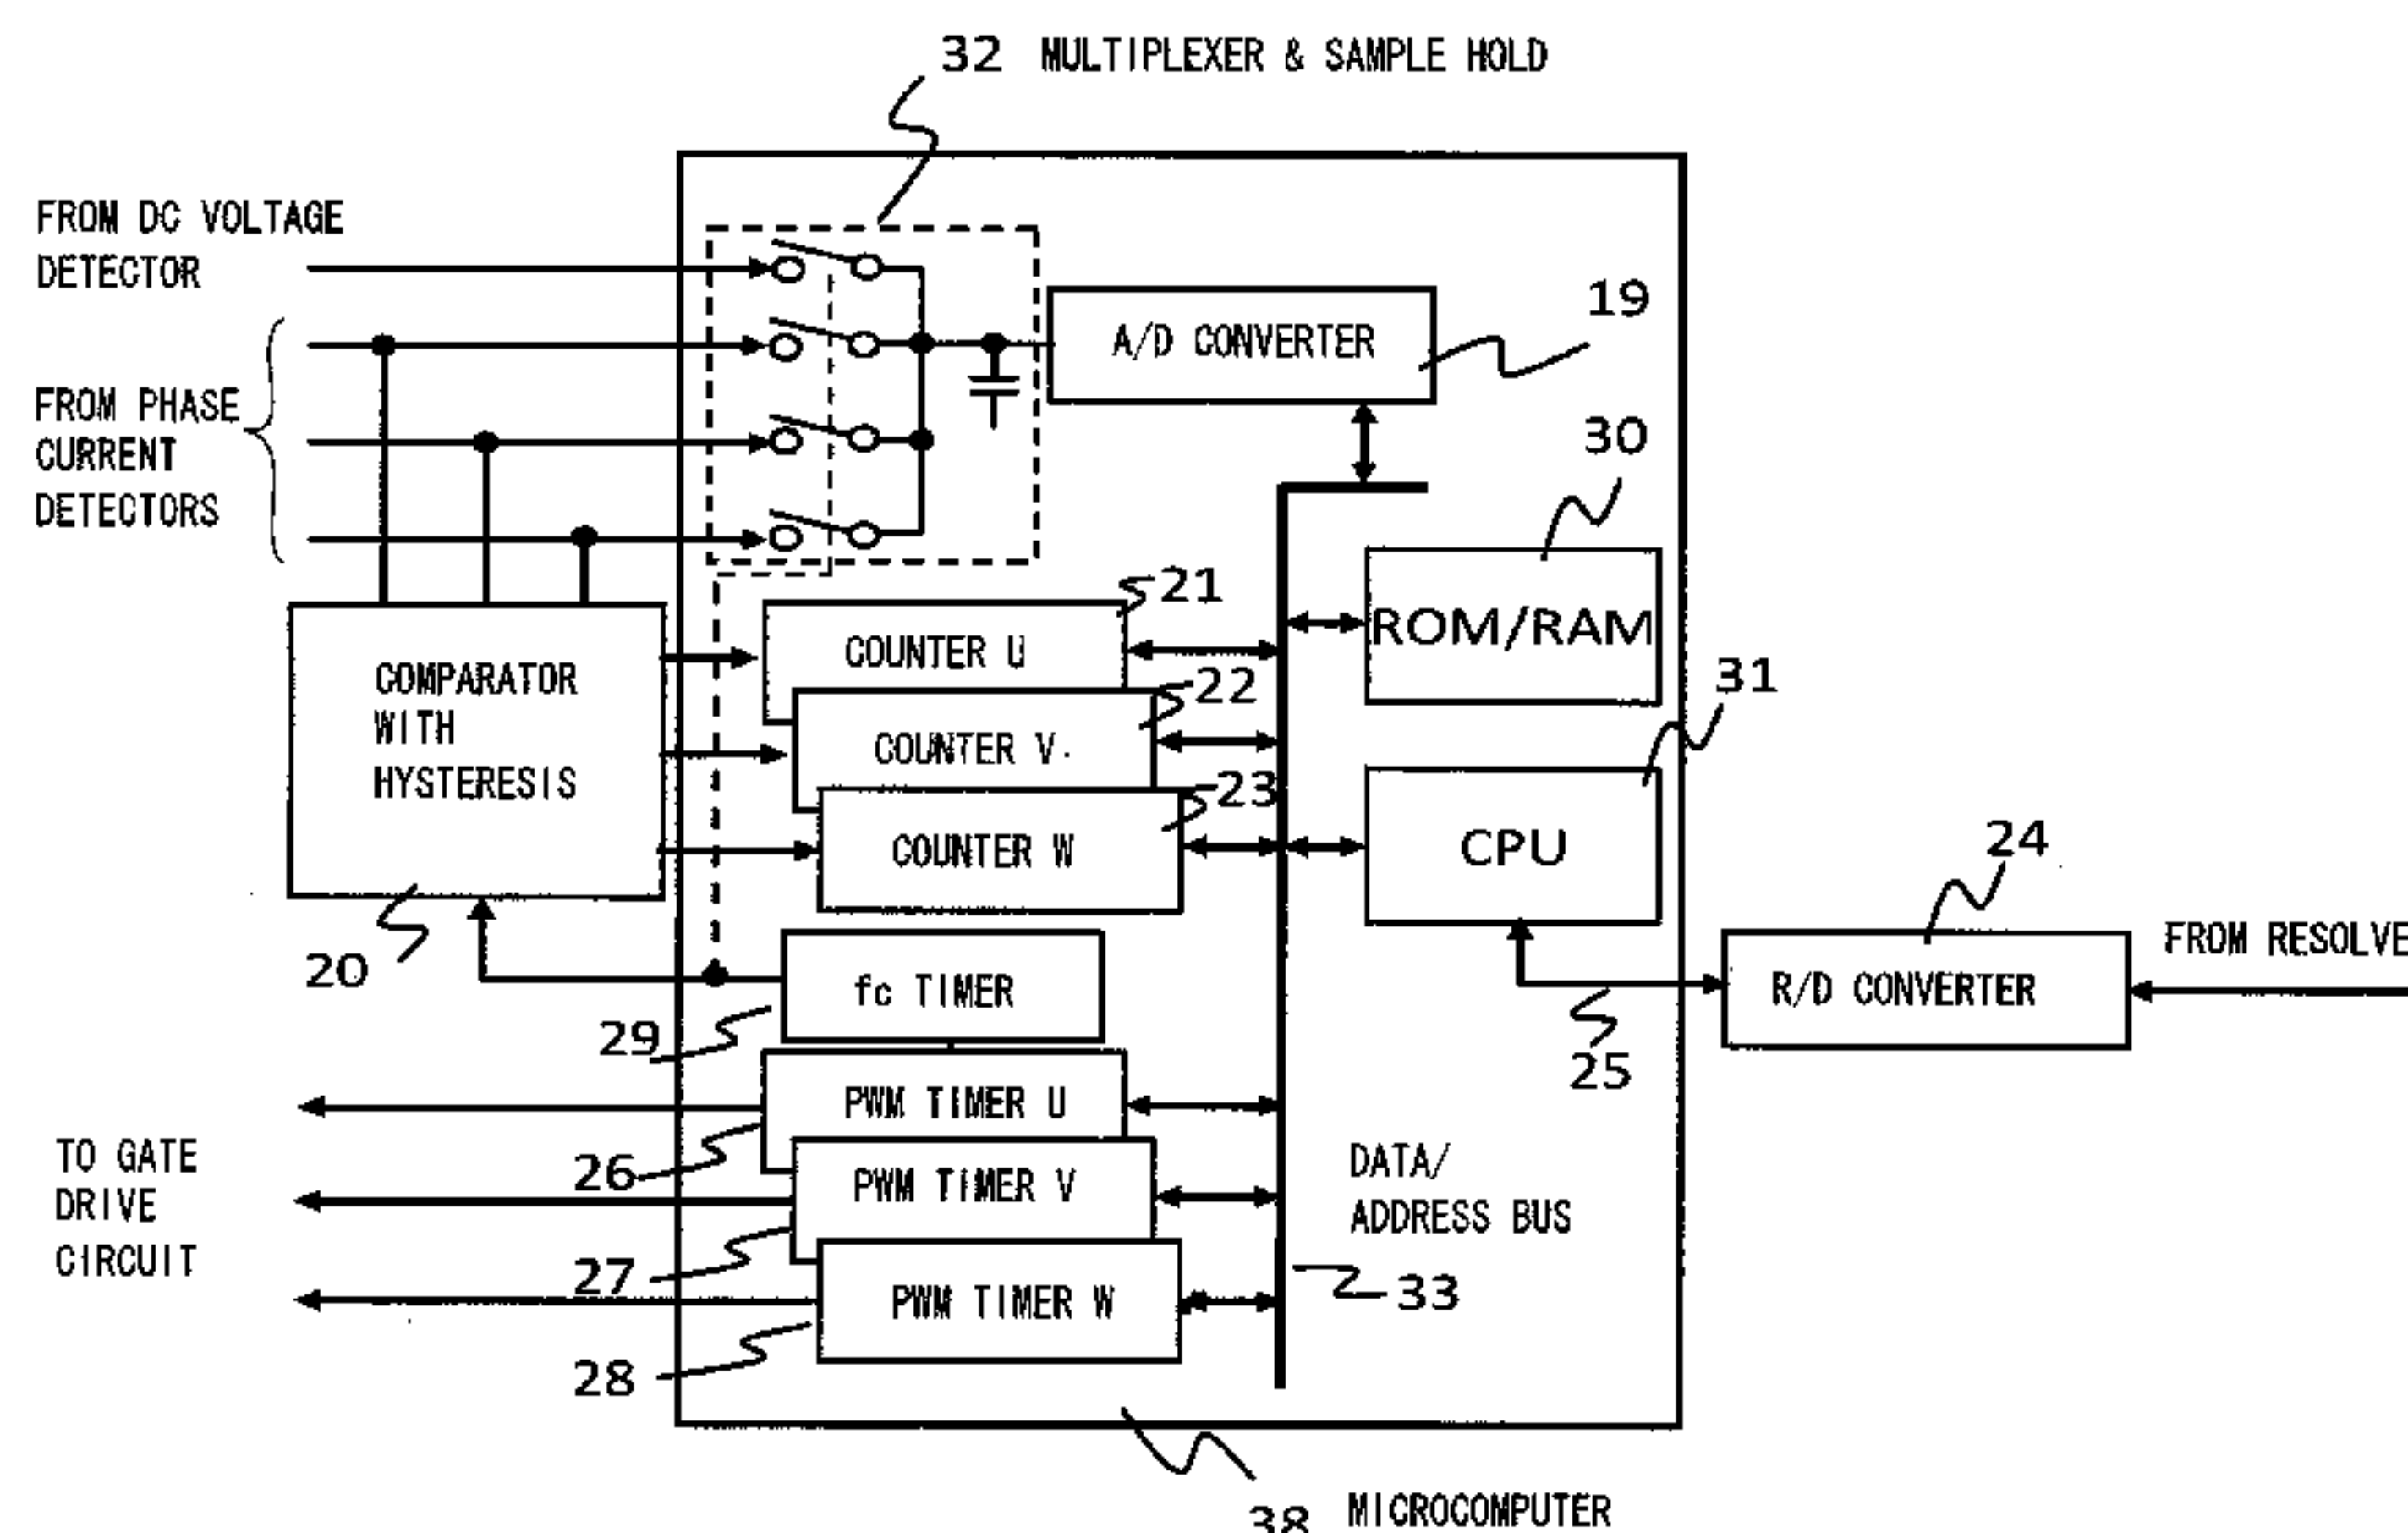 32 MULTIPLEXER & SAMPLE HOLD
FROM DC VOLTAGE
DETECTOR
19
A/D CONVERTER
FROM PHASE
CURRENT
DETECTORS
30
21
ROM/RAM
COUNTER U
COMPARATOR
WITH
HYSTERESIS
22
31
COUNTER V
23
COUNTER W
CPU
24
20
fc TIMER
R/D CONVERTER
FROM RESOLVE
29
25
PWM TIMER U
TO GATE
DRIVE
CIRCUIT
26
PWM TIMER V
DATA/
ADDRESS BUS
27
PWM TIMER W
33
28
38 MICROCOMPUTER